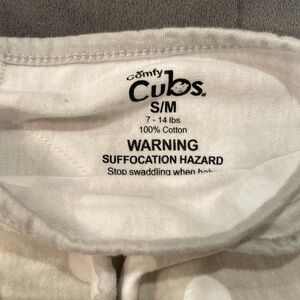 comfy
Cubs.
S/M
7 - 14 lbs
100% Cotton
WARNING
SUFFOCATION HAZARD
Stop swaddling when